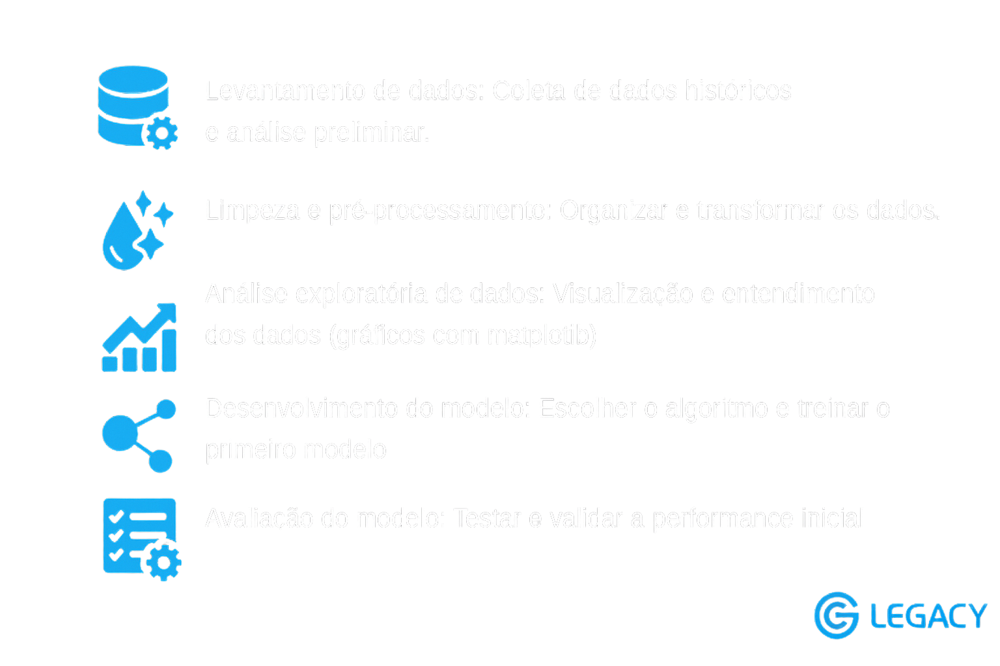 Levantamento de dados: Coleta de dados históricos
e análise preliminar.
Limpeza e pré-processamento: Organizar e transformar os dados.
Análise exploratória de dados: Visualização e entendimento
dos dados (gráficos com matplotib)
Desenvolvimento do modelo: Escolher o algoritmo e treinar o
primeiro modelo
Avaliação do modelo: Testar e validar a performance inicial
LEGACY